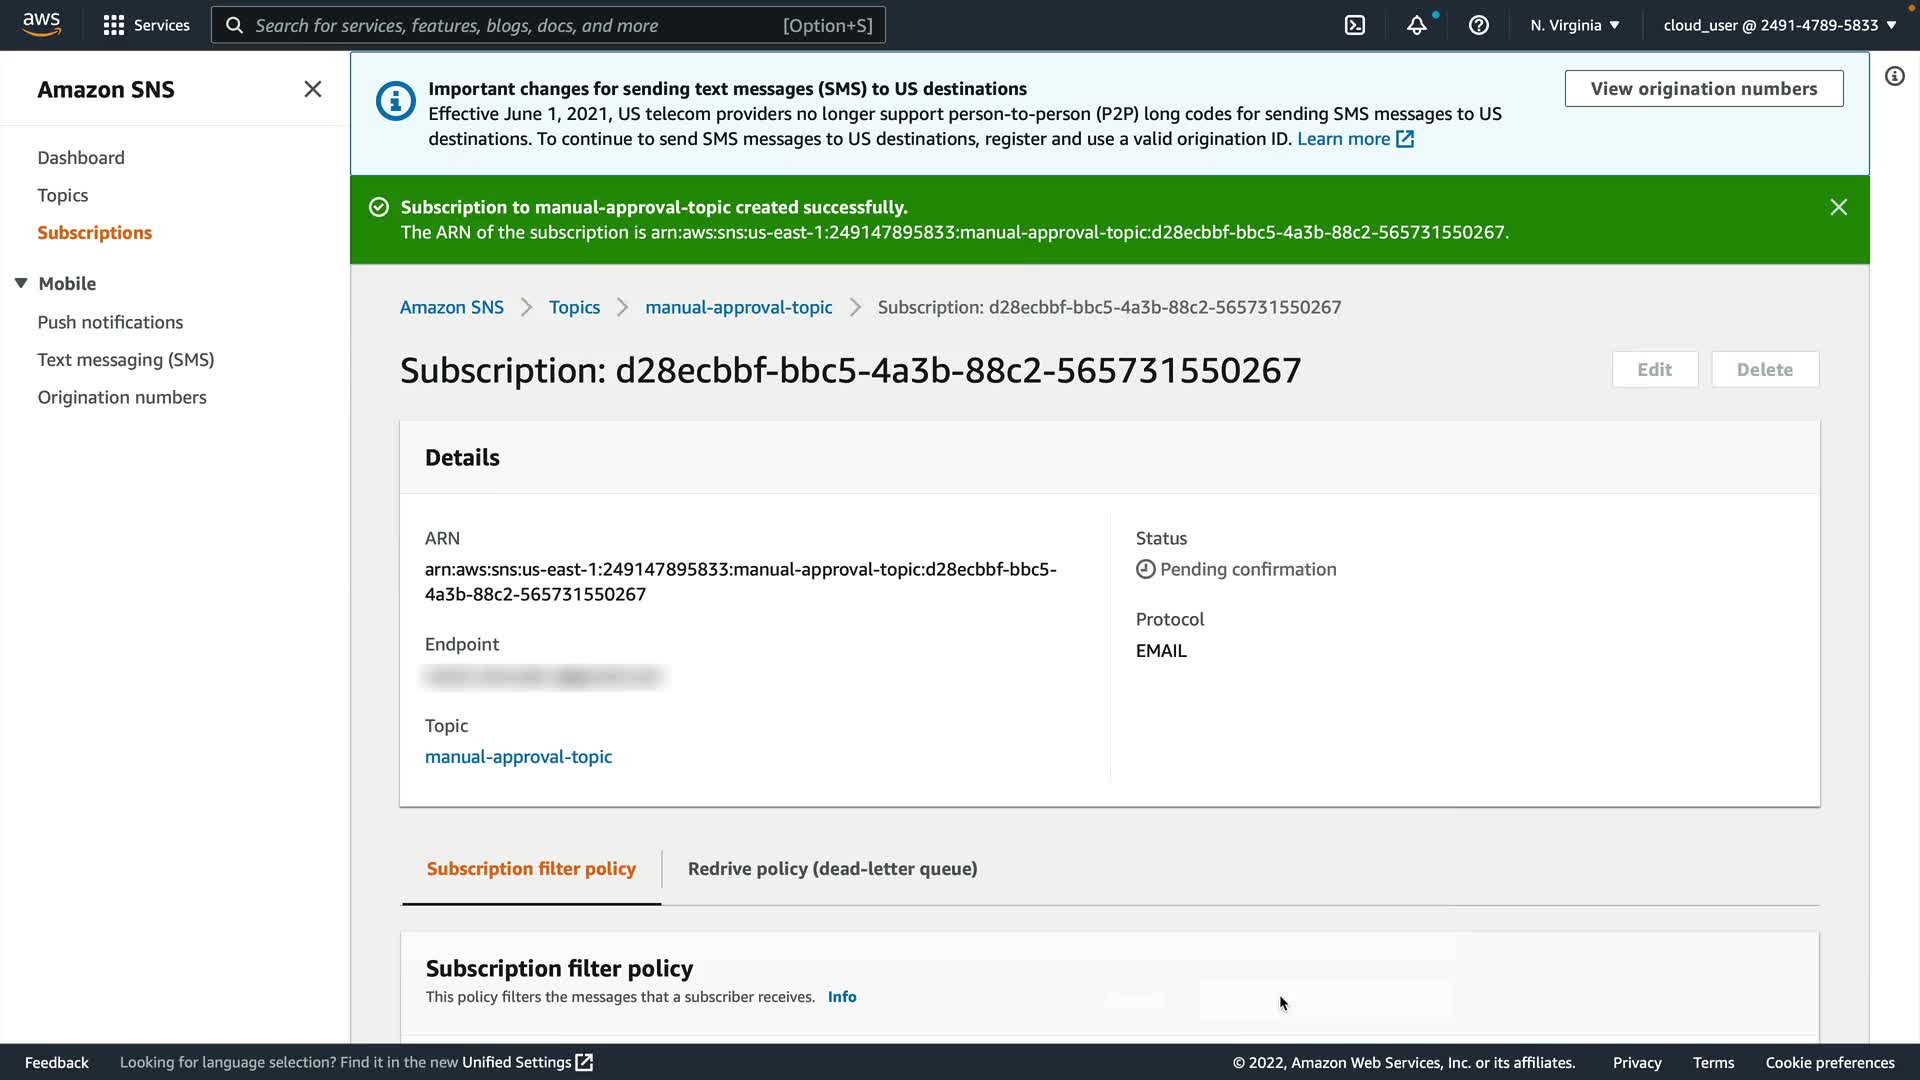 aws
Services
Search for services, features, blogs, docs, and more
[Option+S]
N. Virginia
cloud_user @ 2491-4789-5833
Amazon SNS
Dashboard
Topics
Subscriptions
Mobile
Push notifications
Text messaging (SMS)
Origination numbers
Important changes for sending text messages (SMS) to US destinations
Effective June 1, 2021, US telecom providers no longer support person-to-person (P2P) long codes for sending SMS messages to US
destinations. To continue to send SMS messages to US destinations, register and use a valid origination ID. Learn more
View origination numbers
Subscription to manual-approval-topic created successfully.
The ARN of the subscription is arn:aws:sns:us-east-1:249147895833:manual-approval-topic:d28ecbbf-bbc5-4a3b-88c2-565731550267.
Amazon SNS
Topics
manual-approval-topic
Subscription: d28ecbbf-bbc5-4a3b-88c2-565731550267
Subscription: d28ecbbf-bbc5-4a3b-88c2-565731550267
Edit
Delete
Details
ARN
arn:aws:sns:us-east-1:249147895833:manual-approval-topic:d28ecbbf-bbc5-
4a3b-88c2-565731550267
Endpoint
Topic
manual-approval-topic
Status
Pending confirmation
Protocol
EMAIL
Subscription filter policy
Redrive policy (dead-letter queue)
Subscription filter policy
This policy filters the messages that a subscriber receives. Info
Feedback
Looking for language selection? Find it in the new Unified Settings
© 2022, Amazon Web Services, Inc. or its affiliates.
Privacy
Terms
Cookie preferences